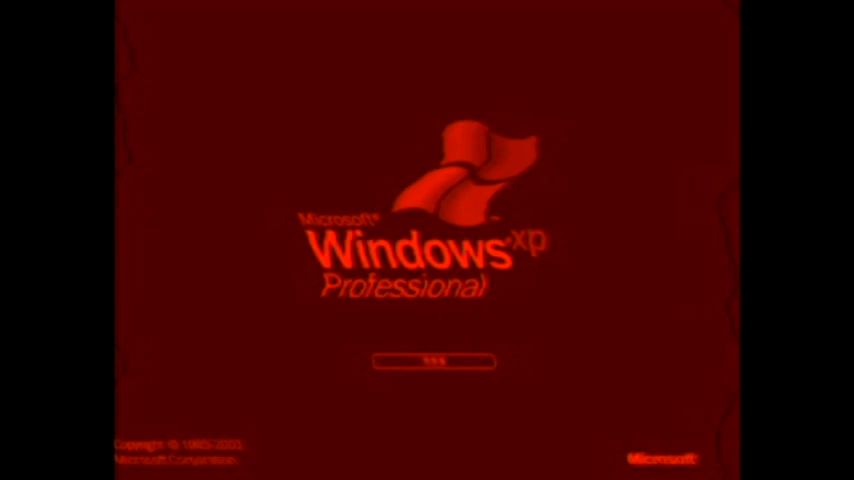 Microsoft®
Windows xp
Professional
Copyright © 1985-2001
Microsoft Corporation
Microsoft